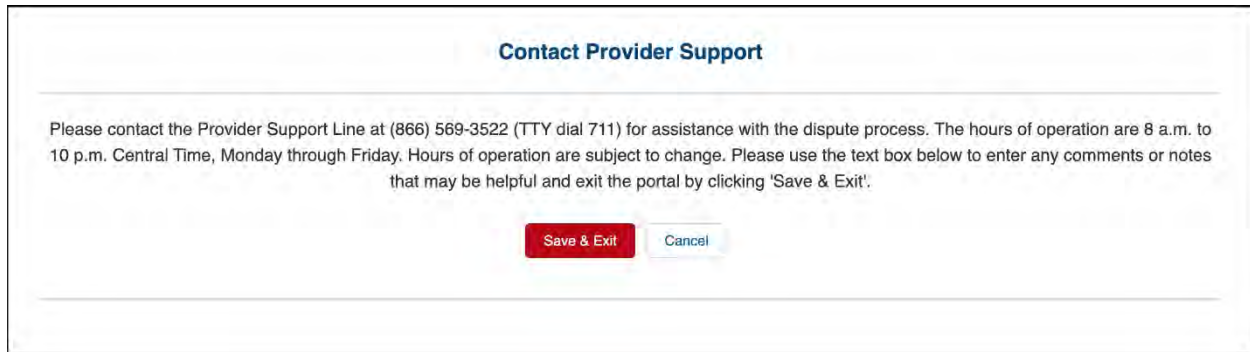 Contact Provider Support
Please contact the Provider Support Line at (866) 569-3522 (TTY dial 711) for assistance with the dispute process. The hours of operation are 8 a.m. to
10 p.m. Central Time, Monday through Friday. Hours of operation are subject to change. Please use the text box below to enter any comments or notes
that may be helpful and exit the portal by clicking 'Save & Exit'.
Save & Exit Cancel